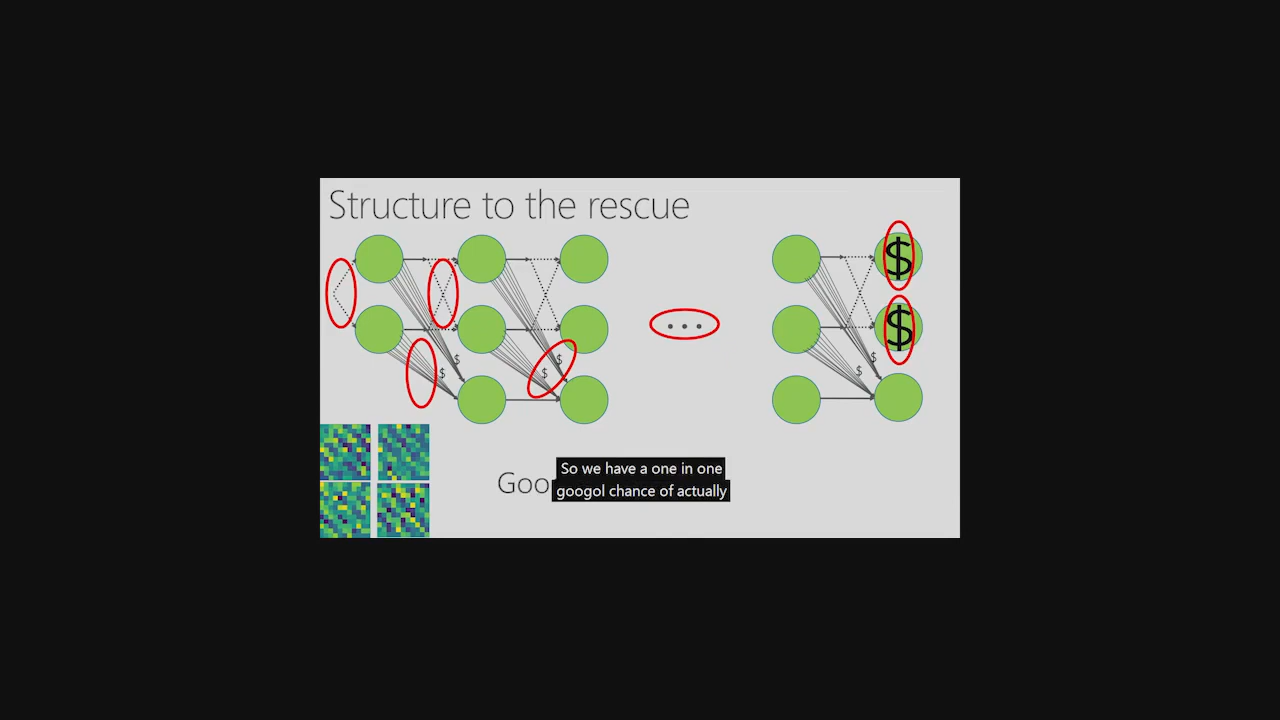 Structure to the rescue
$
$
$
$
$
$
$
$
...
Goo
So we have a one in one
googol chance of actually